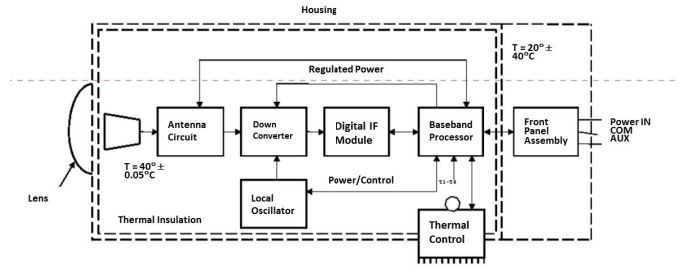 Housing
T = 20° ±
40°C
Regulated Power
Antenna
Circuit
Down
Converter
Digital IF
Module
Baseband
Processor
Front
Panel
Assembly
Power IN
COM
AUX
T = 40° ±
0.05°C
Lens
Local
Oscillator
Power/Control
Thermal Insulation
Thermal
Control